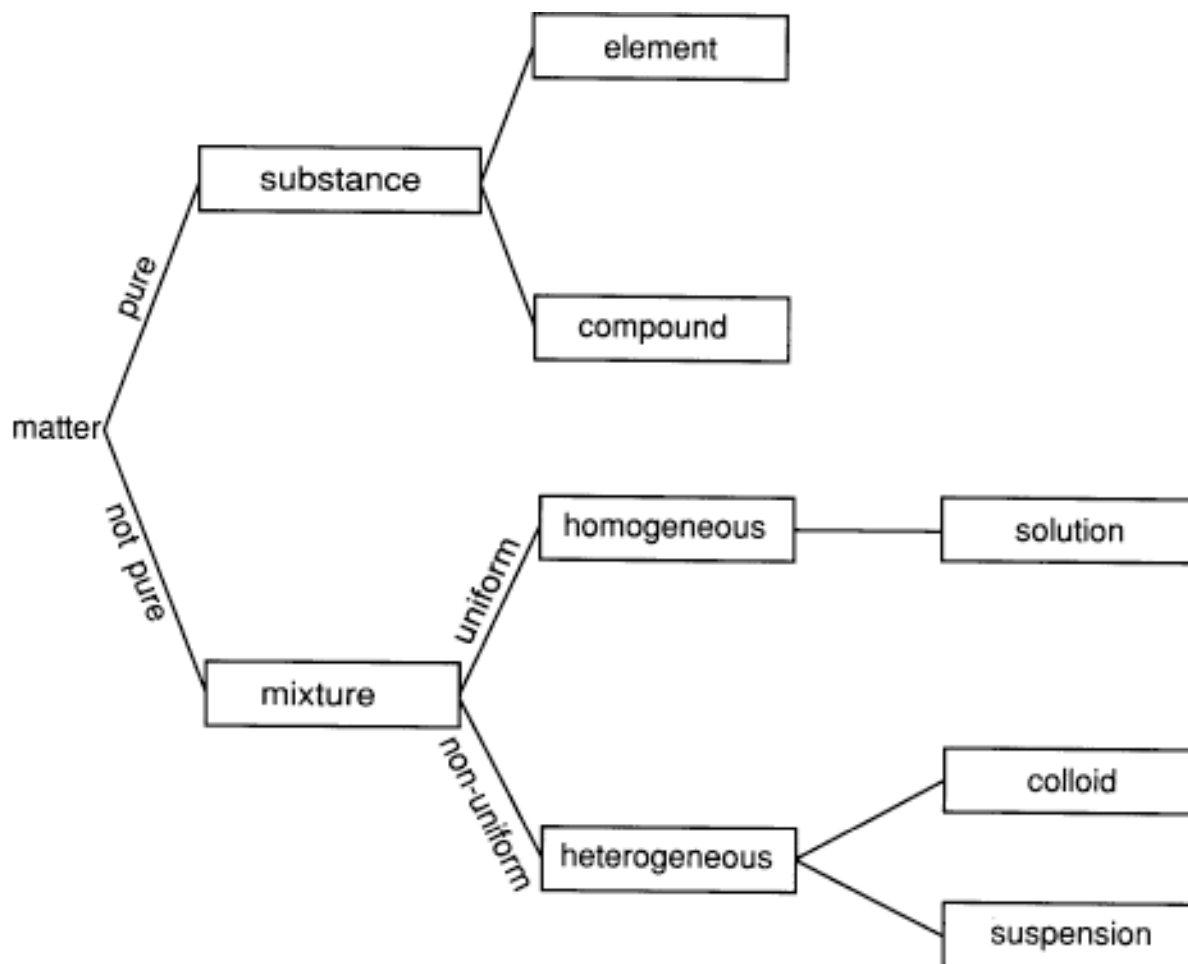 element
substance
pure
compound
matter
not pure
homogeneous
solution
uniform
mixture
non-uniform
colloid
heterogeneous
suspension